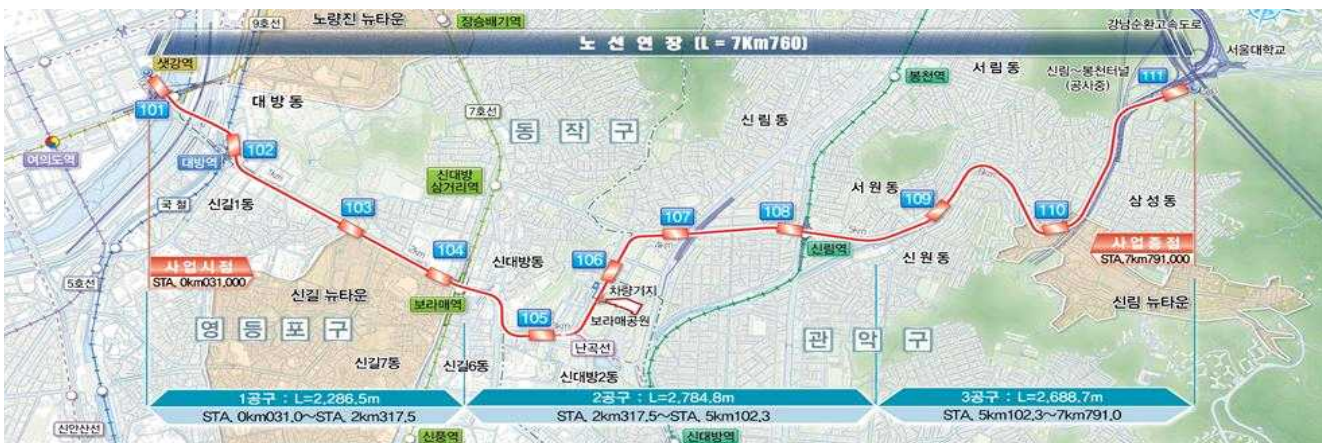 노량진 뉴타운
장승배기역
9호선
강남순환고속도로
노 선 연 장 (L = 7Km760)
샛강역
서울대학교
서림동
신림~봉천터널
(공사중)
봉천역
111
101
대방동
7호선
동 작 구
신림동
102
여의도역
대방역
신대방
삼거리역
서원동
국철
신길1동
103
109
삼성동
107
108
110
104
신림역
사업시점
STA. 0km031.000
신대방동
106
신원동
사업종점
STA.7km791.000
5호선
차량기지
신길 뉴타운
보라매역
보라매공원
신림 뉴타운
영 등 포 구
105
난곡선
관 악 구
신길7동
신길6동
신대방2동
1공구 : L=2,286.5m
STA. 0km031.0~STA. 2km317.5
2공구 : L=2,784.8m
STA. 2km317.5~STA. 5km102.3
3공구 : L=2,688.7m
STA. 5km102.3~7km791.0
신안산선
신풍역
신대방역